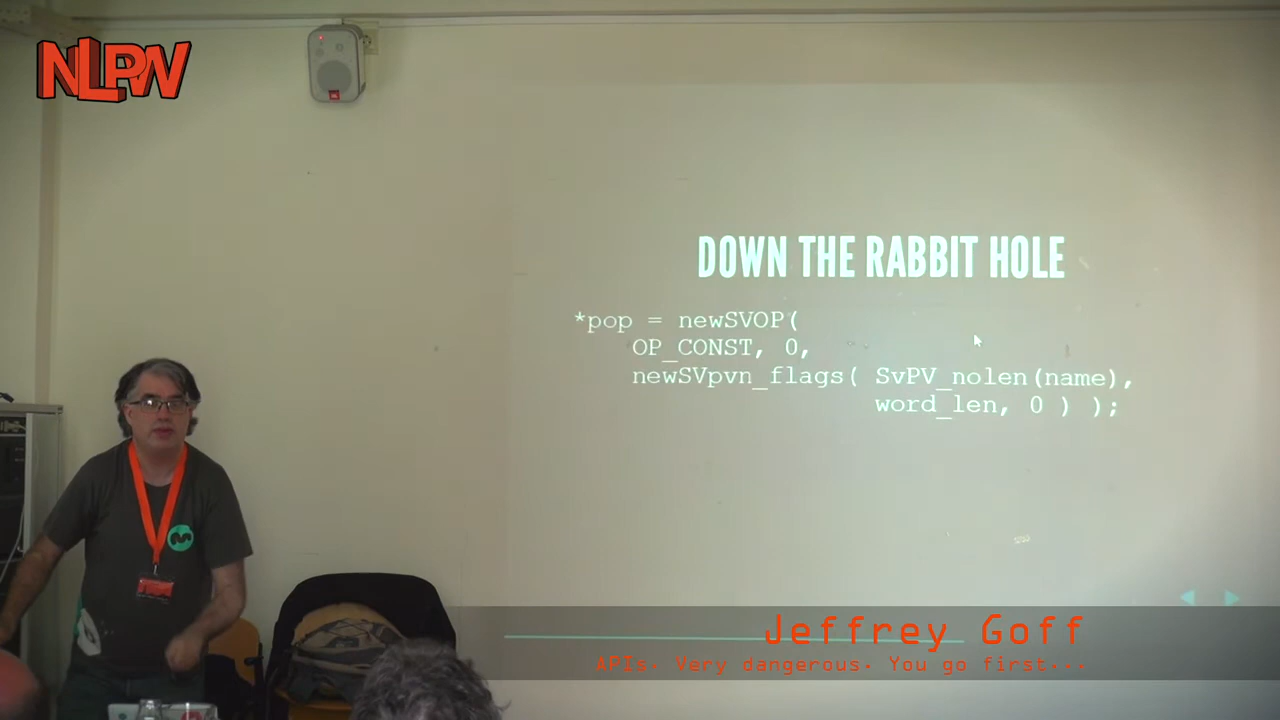 NLPW
DOWN THE RABBIT HOLE
*pop = newSVOP(
OP_CONST, 0,
newSVpvn_flags( SvPV_nolen(name),
word_len, 0 ) );
Jeffrey Goff
APIs. Very dangerous. You go first...